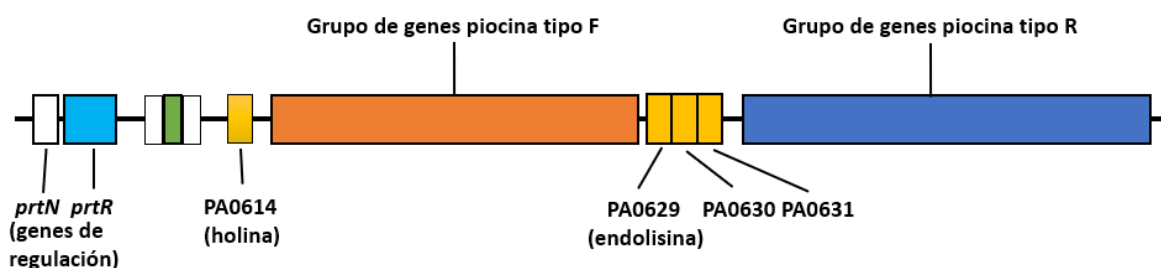 Grupo de genes piocina tipo F
Grupo de genes piocina tipo R
prtN prtR
(genes de
regulación)
PA0614
(holina)
PA0629 PA0630 PA0631
(endolisina)